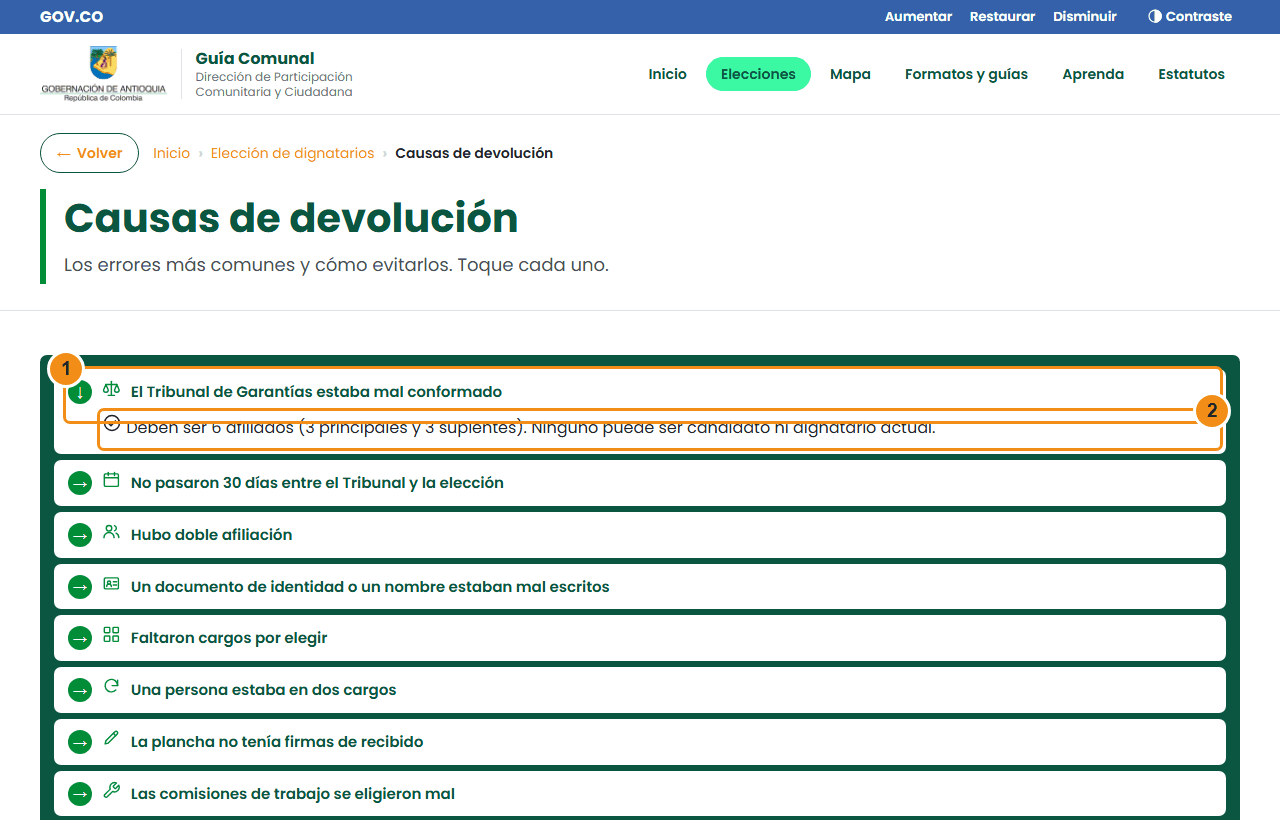 GOV.CO
Aumentar Restaurar Disminuir Contraste
GOBERNACIÓN DE ANTIOQUIA
República de Colombia
Guía Comunal
Dirección de Participación
Comunitaria y Ciudadana
Inicio Elecciones Mapa Formatos y guías Aprenda Estatutos
← Volver Inicio › Elección de dignatarios › Causas de devolución
Causas de devolución
Los errores más comunes y cómo evitarlos. Toque cada uno.
1
El Tribunal de Garantías estaba mal conformado
2
Deben ser 6 afiliados (3 principales y 3 suplentes). Ninguno puede ser candidato ni dignatario actual.
No pasaron 30 días entre el Tribunal y la elección
Hubo doble afiliación
Un documento de identidad o un nombre estaban mal escritos
Faltaron cargos por elegir
Una persona estaba en dos cargos
La plancha no tenía firmas de recibido
Las comisiones de trabajo se eligieron mal